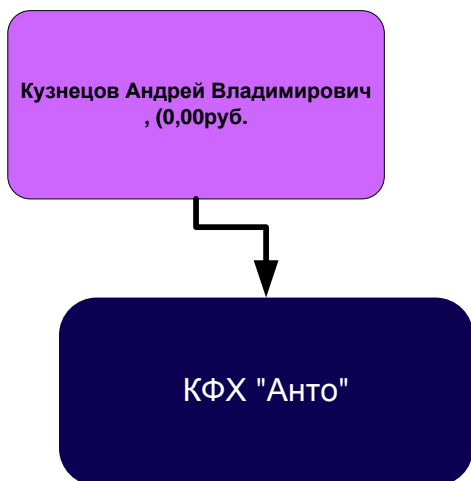 Кузнецов Андрей Владимирович
, (0,00руб.
КФХ "Анто"